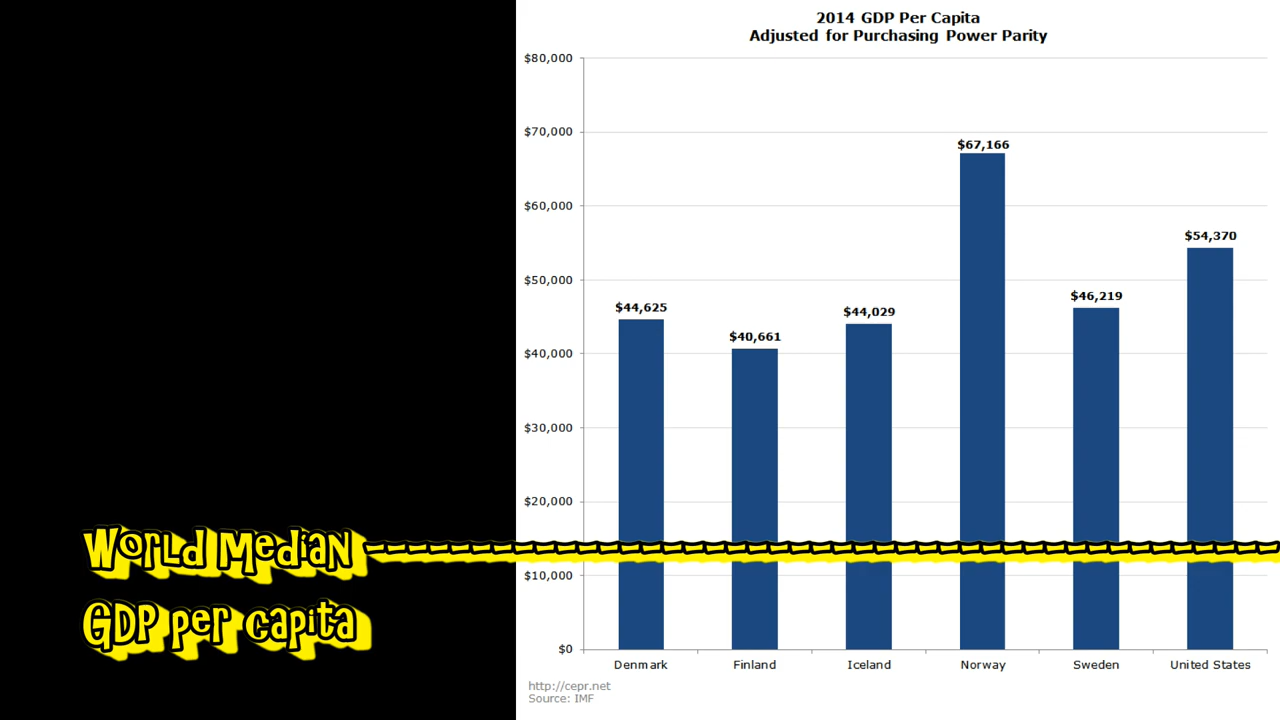 2014 GDP Per Capita
Adjusted for Purchasing Power Parity
$80,000
$70,000
$60,000
$50,000
$40,000
$30,000
$20,000
$10,000
$0
$44,625
$40,661
$44,029
$67,166
$46,219
$54,370
Denmark
Finland
Iceland
Norway
Sweden
United States
http://cepr.net
Source: IMF
World Median
GDP per capita